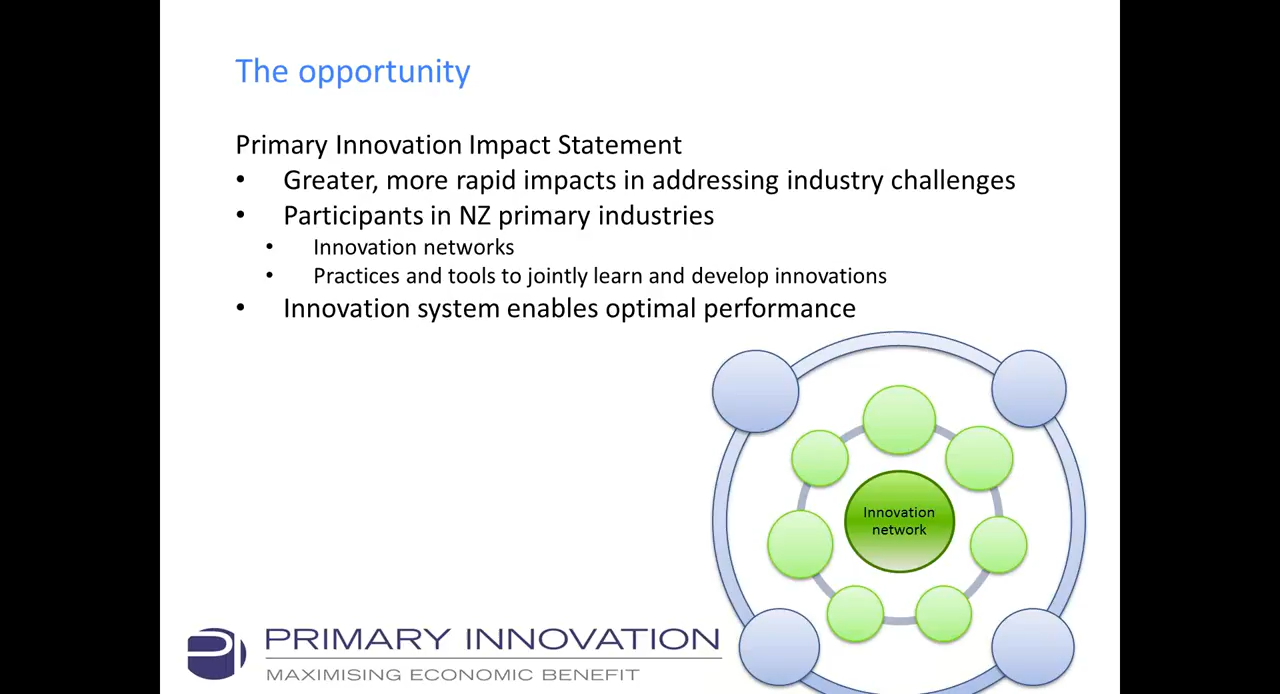 The opportunity
Primary Innovation Impact Statement
• Greater, more rapid impacts in addressing industry challenges
• Participants in NZ primary industries
• Innovation networks
• Practices and tools to jointly learn and develop innovations
• Innovation system enables optimal performance
Innovation
network
PRIMARY INNOVATION
MAXIMISING ECONOMIC BENEFIT